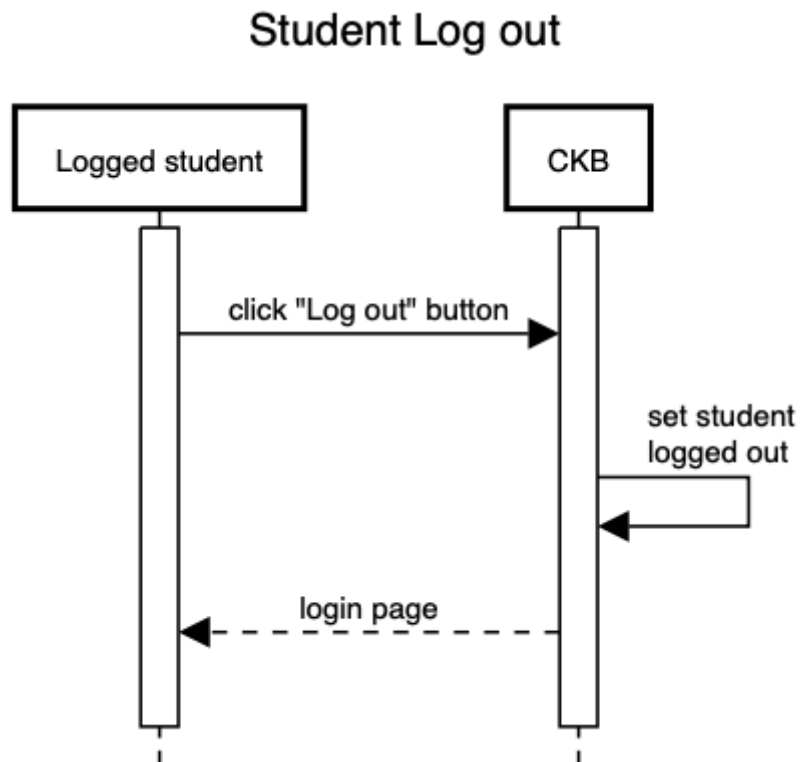 Student Log out
Logged student
CKB
click "Log out" button
set student
logged out
login page